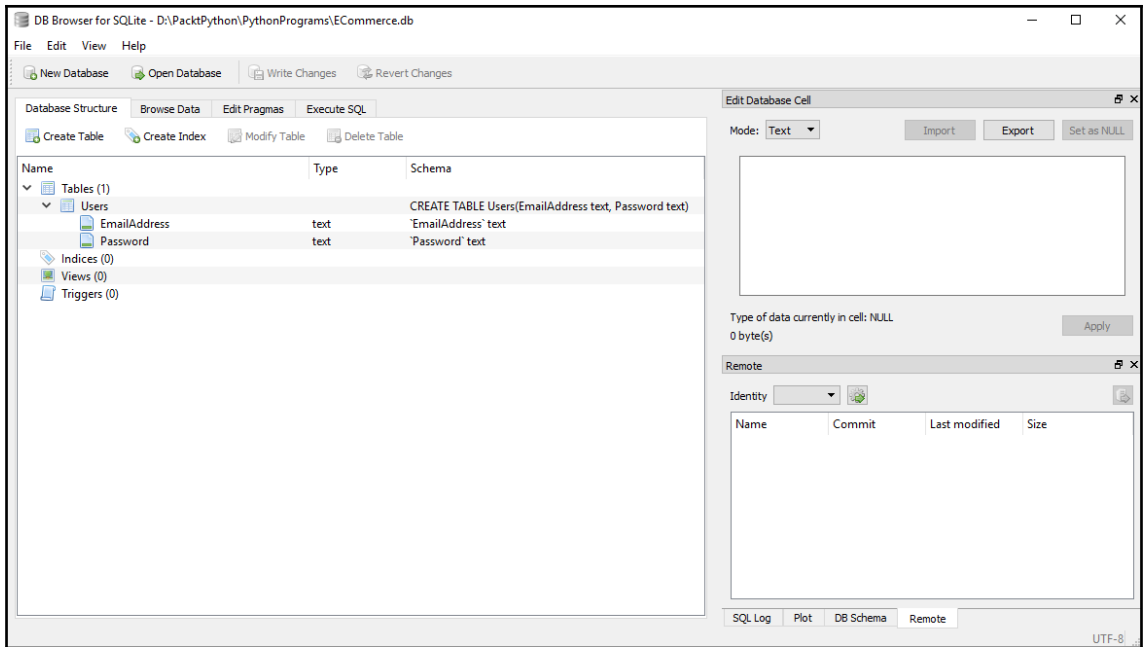 DB Browser for SQLite - D:\PacktPython\PythonPrograms\ECommerce.db
File Edit View Help
New Database Open Database Write Changes Revert Changes
Database Structure Browse Data Edit Pragmas Execute SQL
Create Table Create Index Modify Table Delete Table
Name Type Schema
Tables (1)
Users CREATE TABLE Users(EmailAddress text, Password text)
EmailAddress text `EmailAddress` text
Password text `Password` text
Indices (0)
Views (0)
Triggers (0)
Edit Database Cell
Mode: Text Import Export Set as NULL
Type of data currently in cell: NULL
0 byte(s)
Apply
Remote
Identity
Name Commit Last modified Size
SQL Log Plot DB Schema Remote
UTF-8